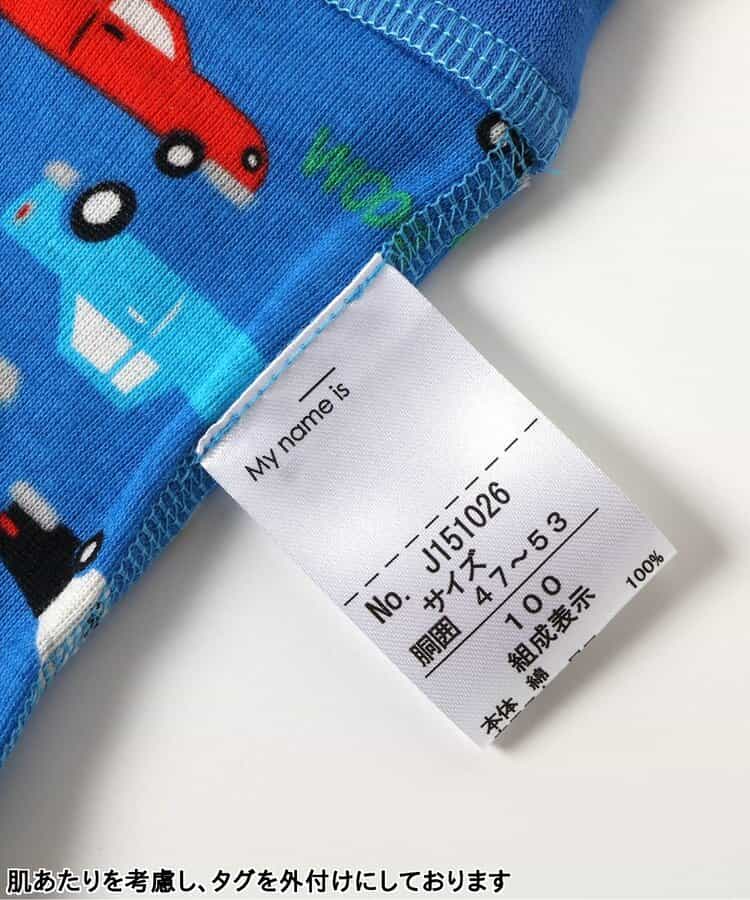 WOO
My name is
No. J151026
サイズ
胴囲 47～53
100
組成表示
本体 綿 100%
肌あたりを考慮し、タグを外付けにしております